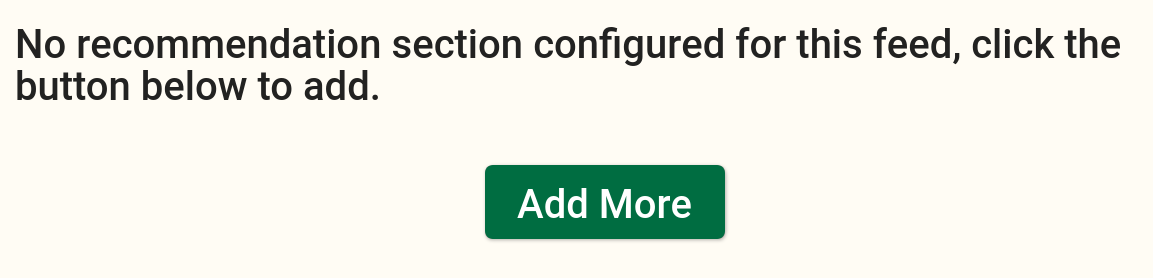 No recommendation section configured for this feed, click the
button below to add.
Add More